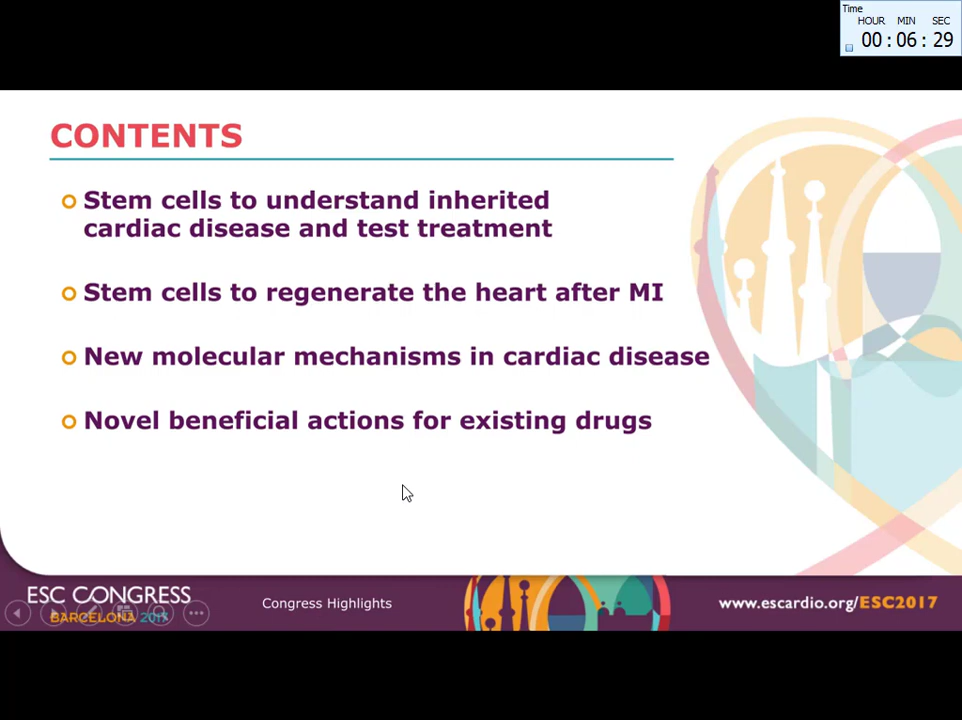 Time
HOUR MIN SEC
00:06:29
CONTENTS
Stem cells to understand inherited
cardiac disease and test treatment
Stem cells to regenerate the heart after MI
New molecular mechanisms in cardiac disease
Novel beneficial actions for existing drugs
ESC CONGRESS
BARCELONA 2017
Congress Highlights
www.escardio.org/ESC2017